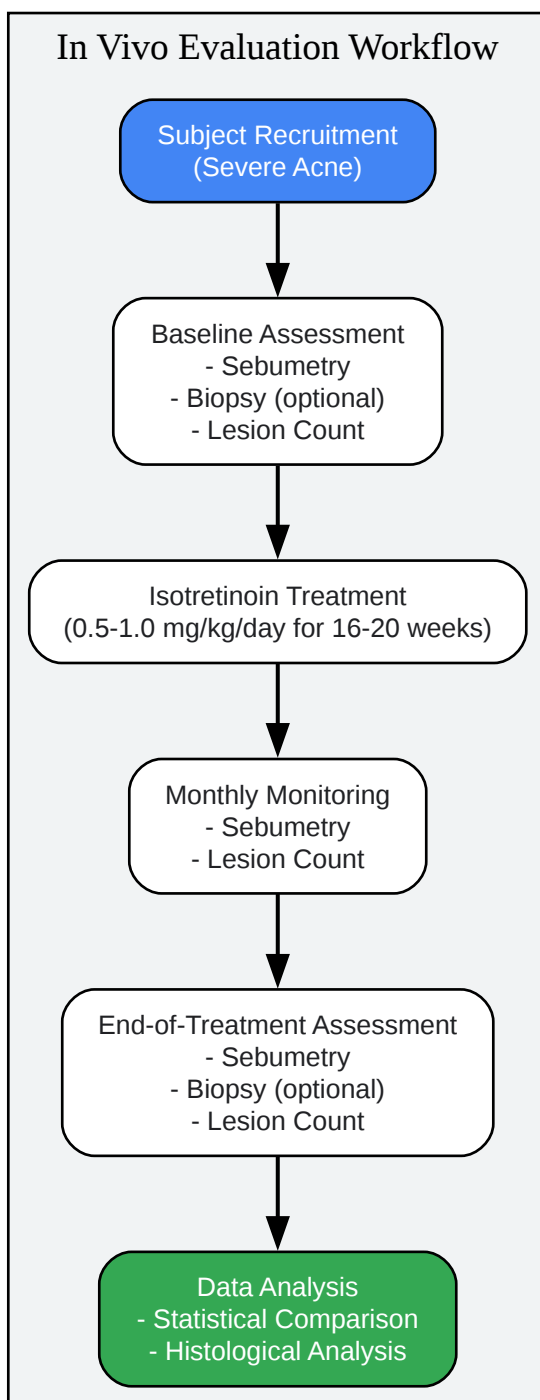 In Vivo Evaluation Workflow
Subject Recruitment
(Severe Acne)
Baseline Assessment
- Sebumetry
- Biopsy (optional)
- Lesion Count
Isotretinoin Treatment
(0.5-1.0 mg/kg/day for 16-20 weeks)
Monthly Monitoring
- Sebumetry
- Lesion Count
End-of-Treatment Assessment
- Sebumetry
- Biopsy (optional)
- Lesion Count
Data Analysis
- Statistical Comparison
- Histological Analysis